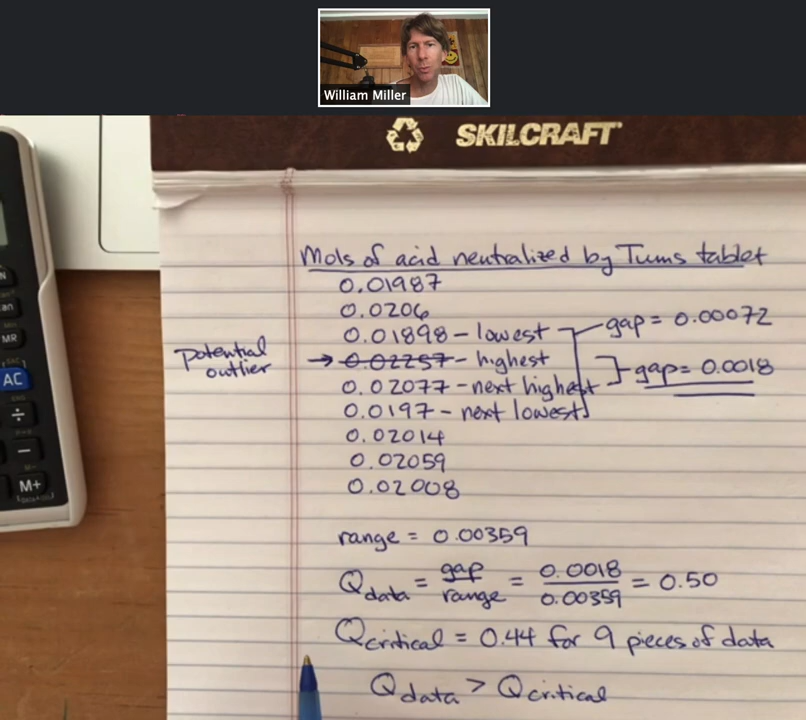 William Miller
SKILCRAFT
Mols of acid neutralized by Tums tablet
0.01987
0.0206
0.01898 - lowest
gap = 0.00072
Potential outlier
→ 0.02257 - highest
gap = 0.0018
0.02077 - next highest
0.0197 - next lowest
0.02014
0.02059
0.02008
range = 0.00359
Qdata = gap/range = 0.0018/0.00359 = 0.50
Qcritical = 0.44 for 9 pieces of data
Qdata > Qcritical
MR
AC
÷
−
M+